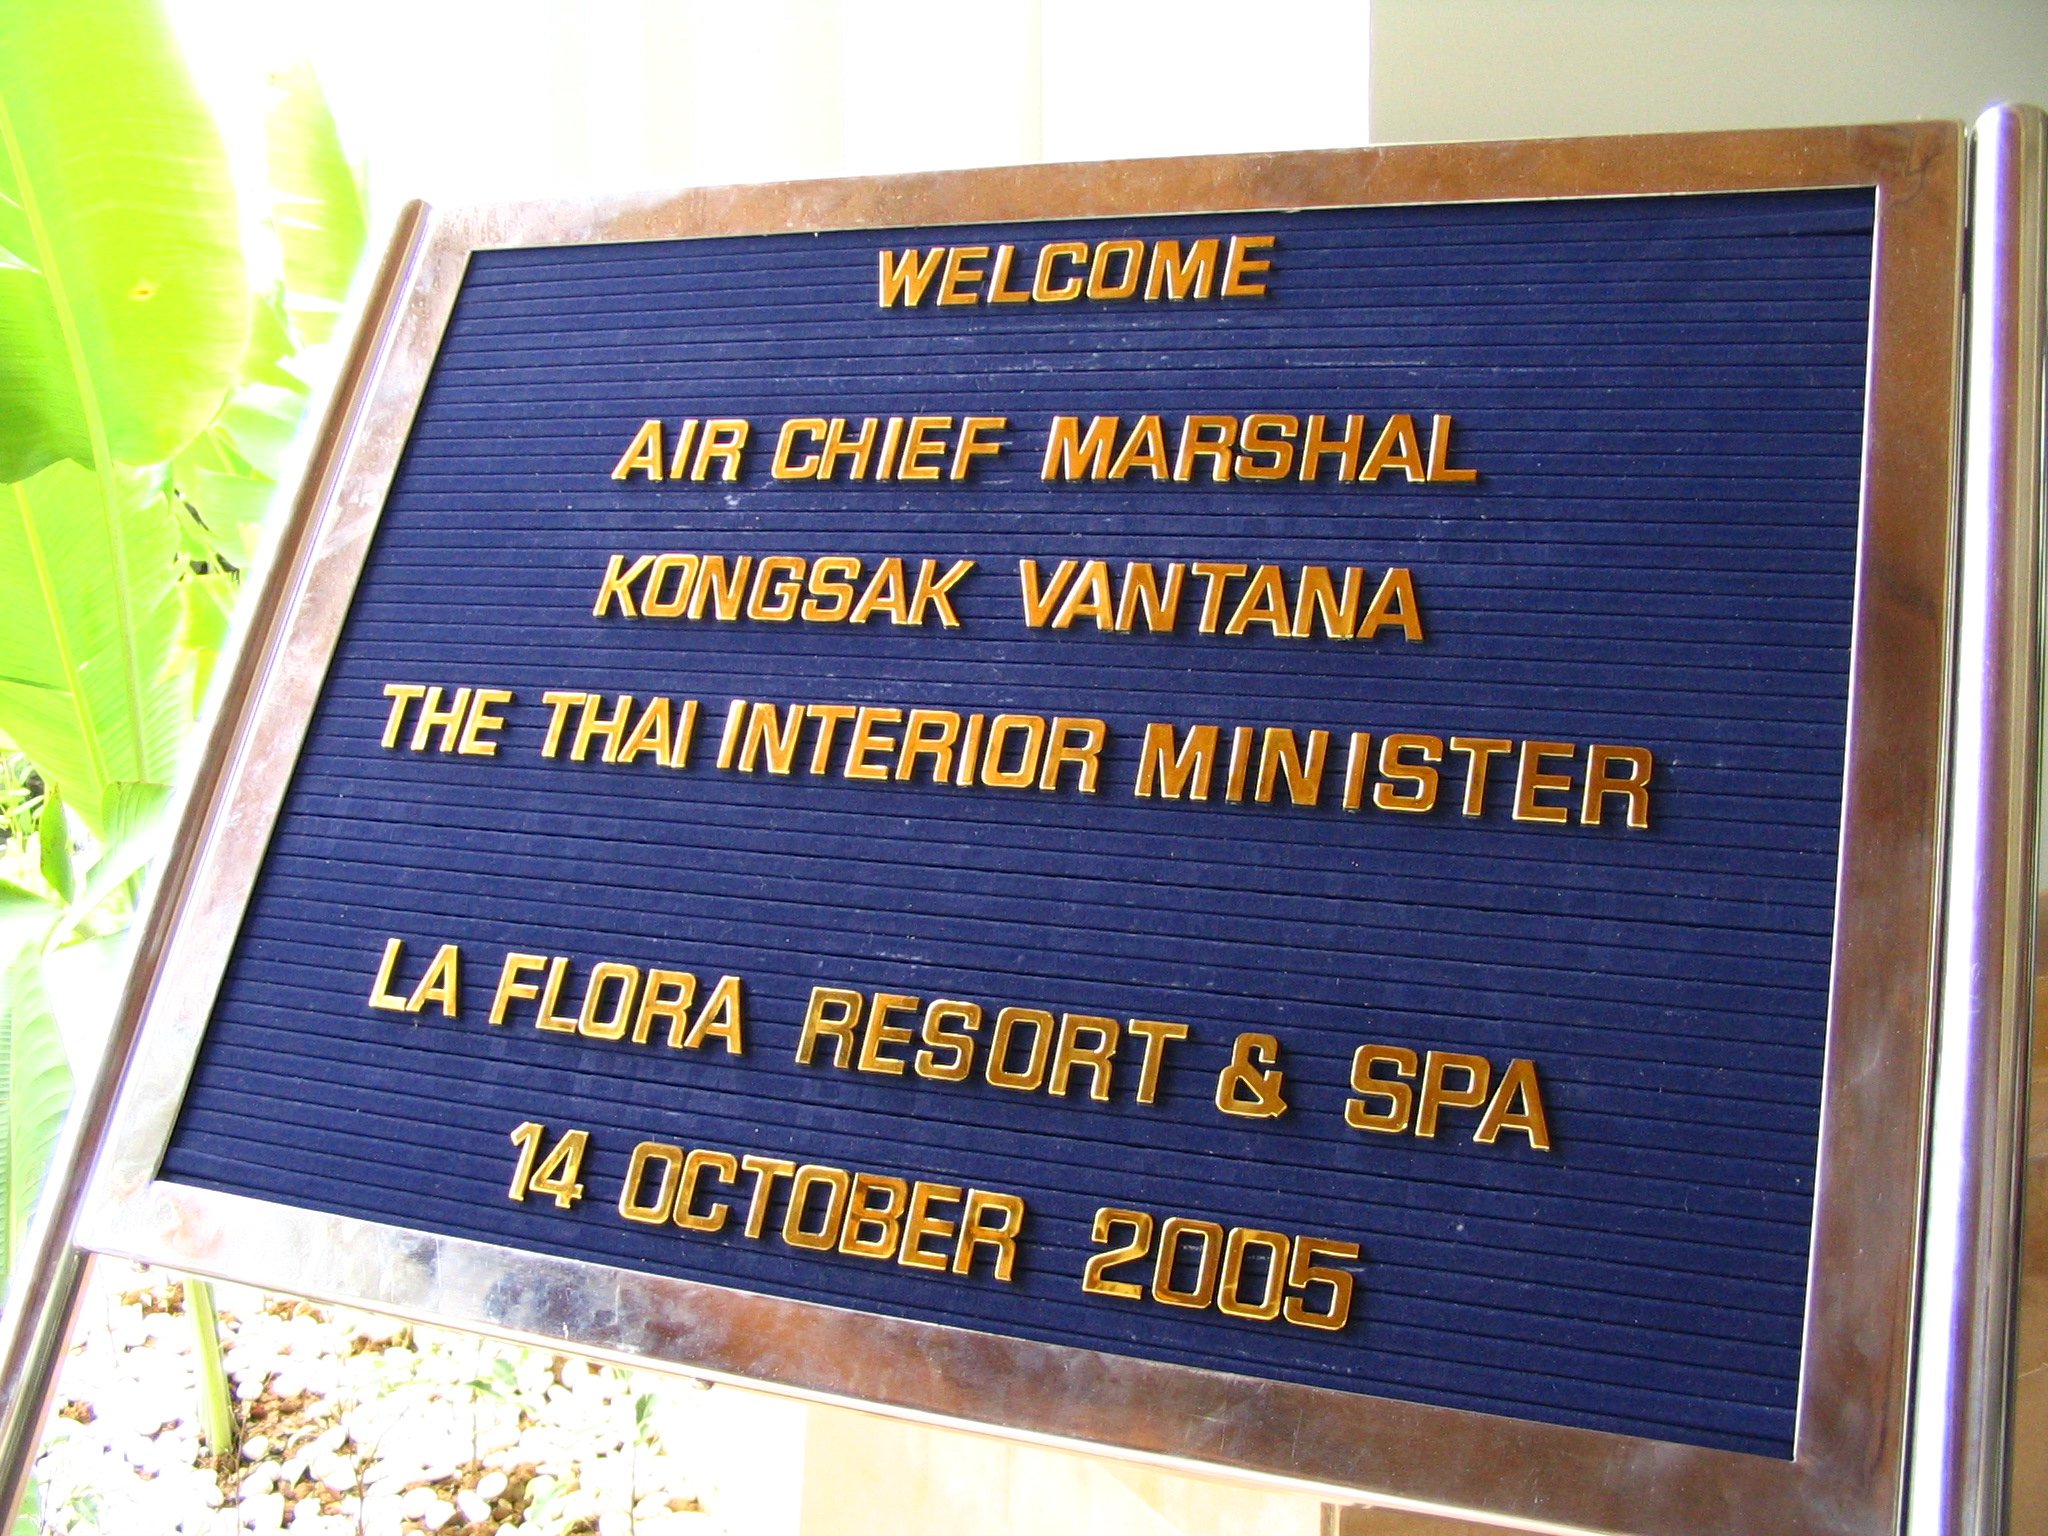 WELCOME
AIR CHIEF MARSHAL
KONGSAK VANTANA
THE THAI INTERIOR MINISTER
LA FLORA RESORT & SPA
14 OCTOBER 2005